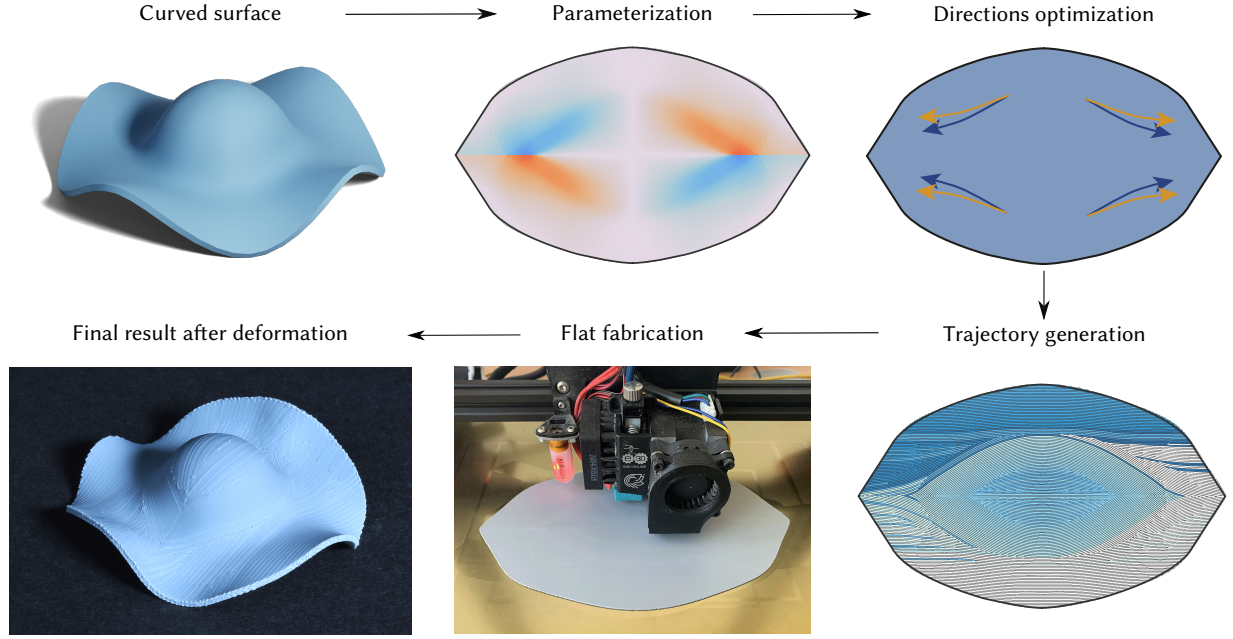 Curved surface
Parameterization
Directions optimization
Final result after deformation
Flat fabrication
Trajectory generation